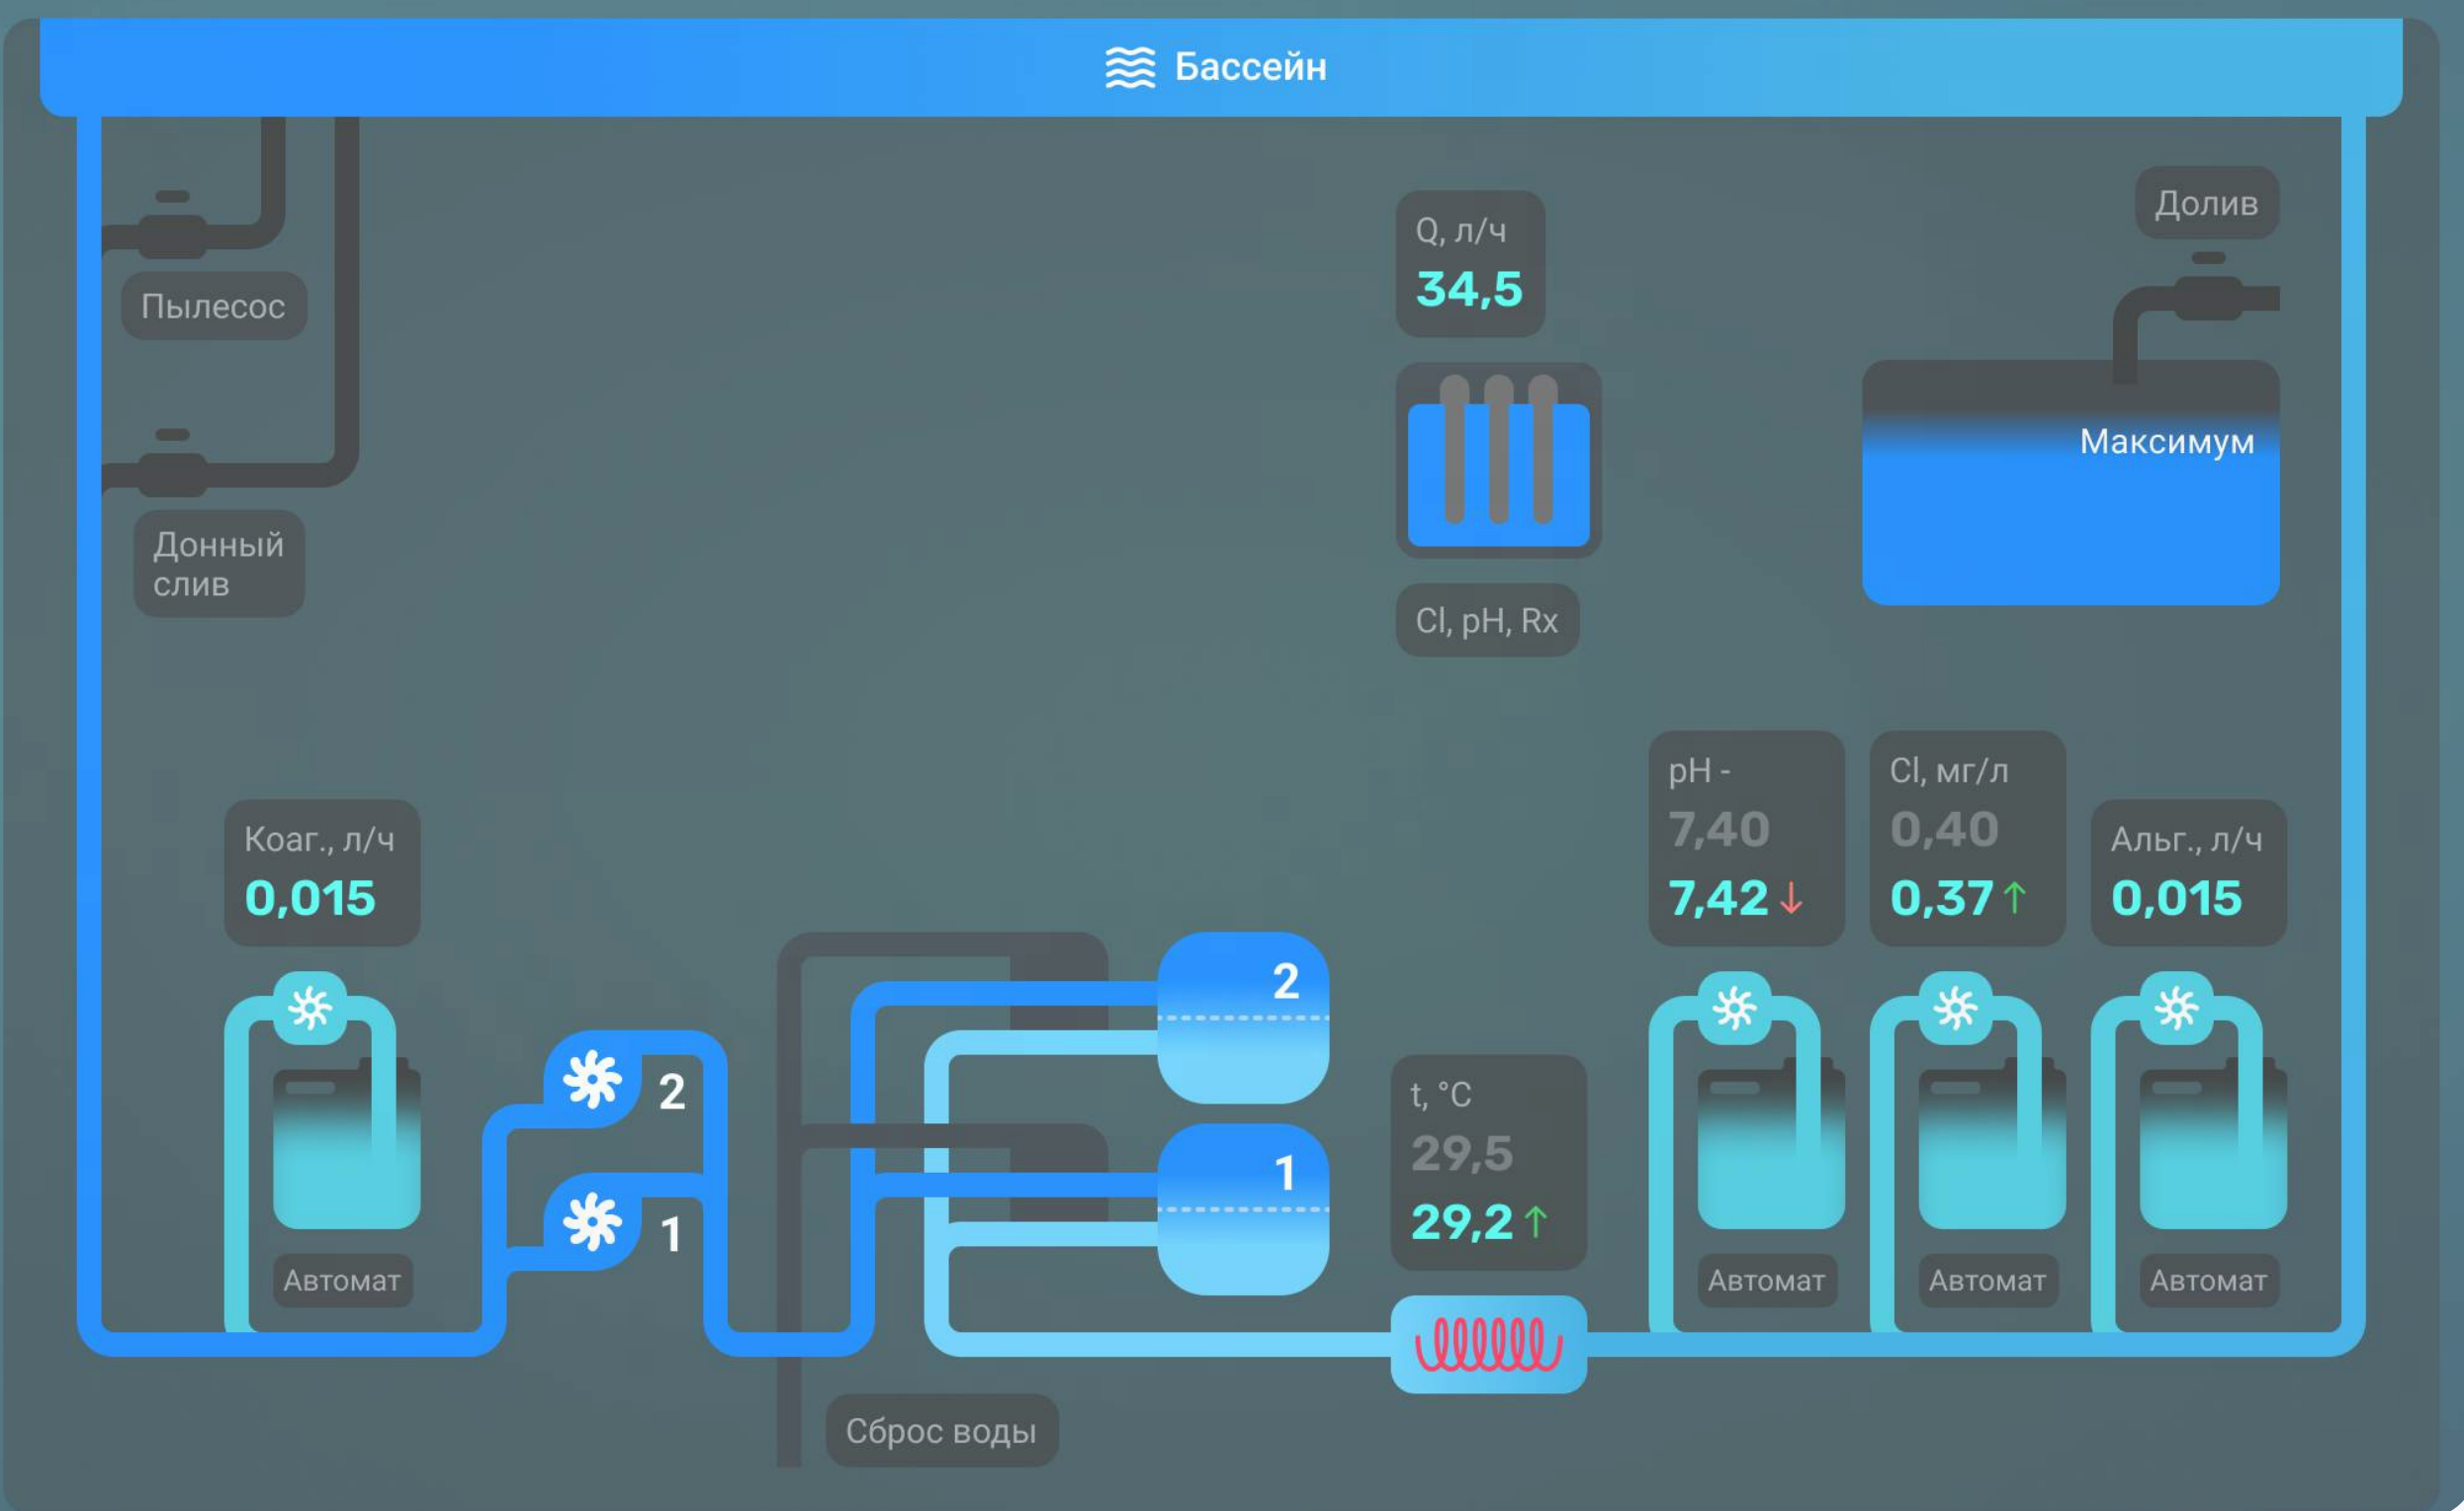 Бассейн
Долив
Q, л/ч
34,5
Пылесос
Максимум
Донный
слив
Cl, pH, Rx
pH -
7,40
7,42
Cl, мг/л
0,40
0,37
Коаг., л/ч
0,015
Альг., л/ч
0,015
2
2
1
1
t, °C
29,5
29,2
Автомат
Автомат
Автомат
Автомат
Сброс воды